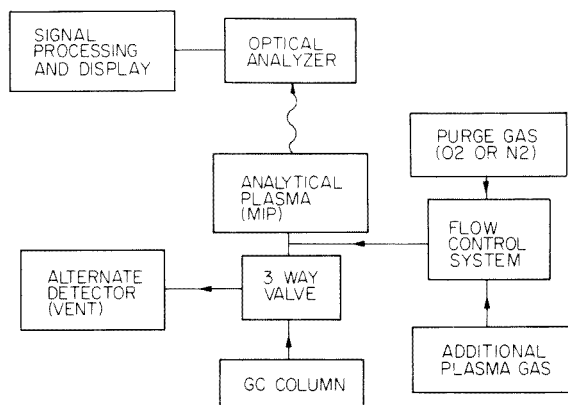 SIGNAL
PROCESSING
AND DISPLAY
OPTICAL
ANALYZER
PURGE GAS
(O2 OR N2)
ANALYTICAL
PLASMA
(MIP)
FLOW
CONTROL
SYSTEM
ALTERNATE
DETECTOR
(VENT)
3 WAY
VALVE
GC COLUMN
ADDITIONAL
PLASMA GAS